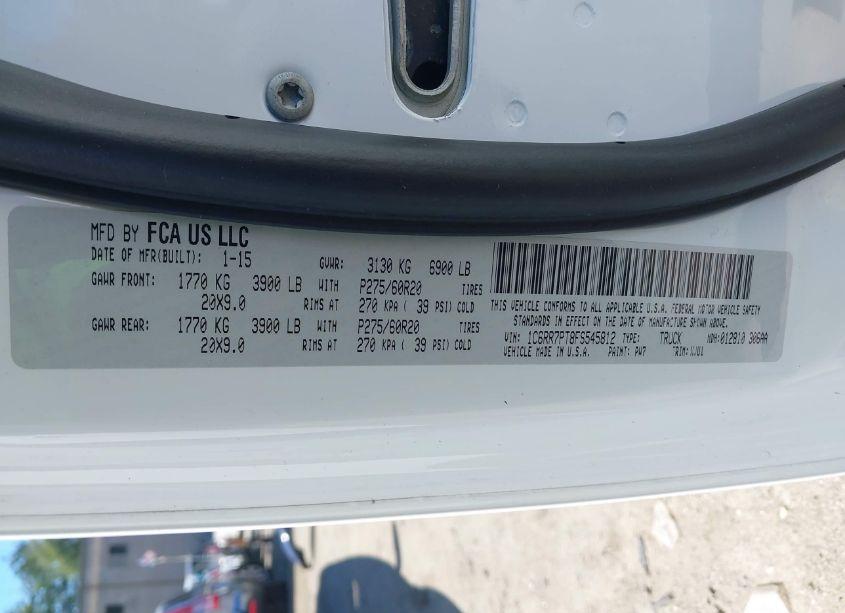 MFD BY FCA US LLC
DATE OF MFR(BUILT): 1-15 GVWR: 3130 KG 6900 LB
GAWR FRONT: 1770 KG 3900 LB WITH P275/60R20 TIRES
20X9.0 RIMS AT 270 KPA ( 39 PSI) COLD
GAWR REAR: 1770 KG 3900 LB WITH P275/60R20 TIRES
20X9.0 RIMS AT 270 KPA ( 39 PSI) COLD
THIS VEHICLE CONFORMS TO ALL APPLICABLE U.S.A. FEDERAL MOTOR VEHICLE SAFETY
STANDARDS IN EFFECT ON THE DATE OF MANUFACTURE SHOWN ABOVE.
VIN: 1C6RR7PT8FS545812 TYPE: TRUCK MDH:012810 306AA
VEHICLE MADE IN U.S.A. PAINT: PW7 TRIM: